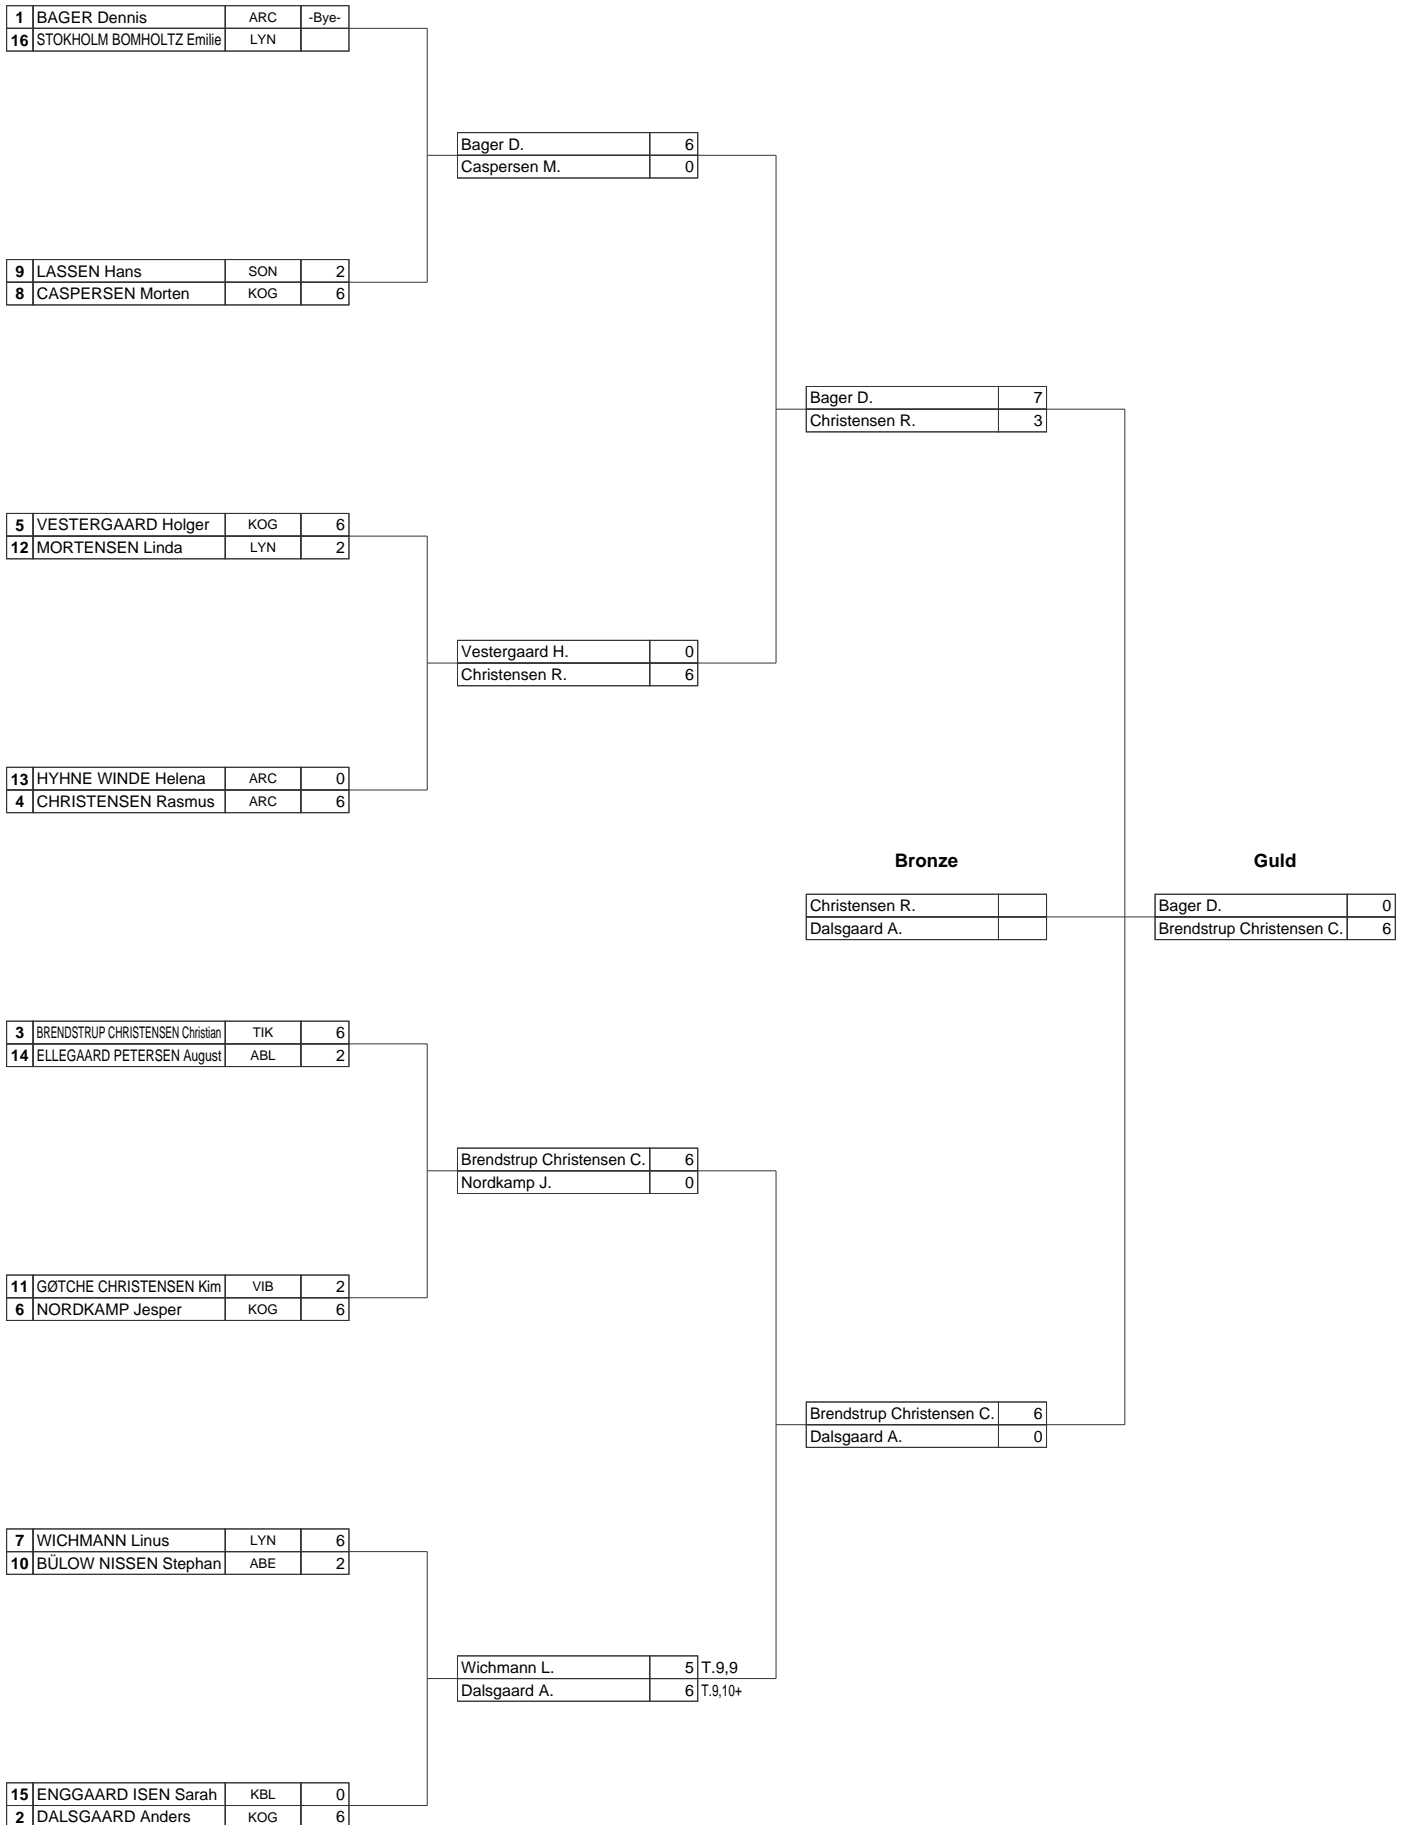 1 BAGER Dennis ARC -Bye-
16 STOKHOLM BOMHOLTZ Emilie LYN
Bager D. 6
Caspersen M. 0
9 LASSEN Hans SON 2
8 CASPERSEN Morten KOG 6
Bager D. 7
Christensen R. 3
5 VESTERGAARD Holger KOG 6
12 MORTENSEN Linda LYN 2
Vestergaard H. 0
Christensen R. 6
13 HYHNE WINDE Helena ARC 0
4 CHRISTENSEN Rasmus ARC 6
Bronze Guld
Christensen R. Bager D. 0
Dalsgaard A. Brendstrup Christensen C. 6
3 BRENDSTRUP CHRISTENSEN Christian TIK 6
14 ELLEGAARD PETERSEN August ABL 2
Brendstrup Christensen C. 6
Nordkamp J. 0
11 GØTCHE CHRISTENSEN Kim VIB 2
6 NORDKAMP Jesper KOG 6
Brendstrup Christensen C. 6
Dalsgaard A. 0
7 WICHMANN Linus LYN 6
10 BÜLOW NISSEN Stephan ABE 2
Wichmann L. 5 T.9,9
Dalsgaard A. 6 T.9,10+
15 ENGGAARD ISEN Sarah KBL 0
2 DALSGAARD Anders KOG 6